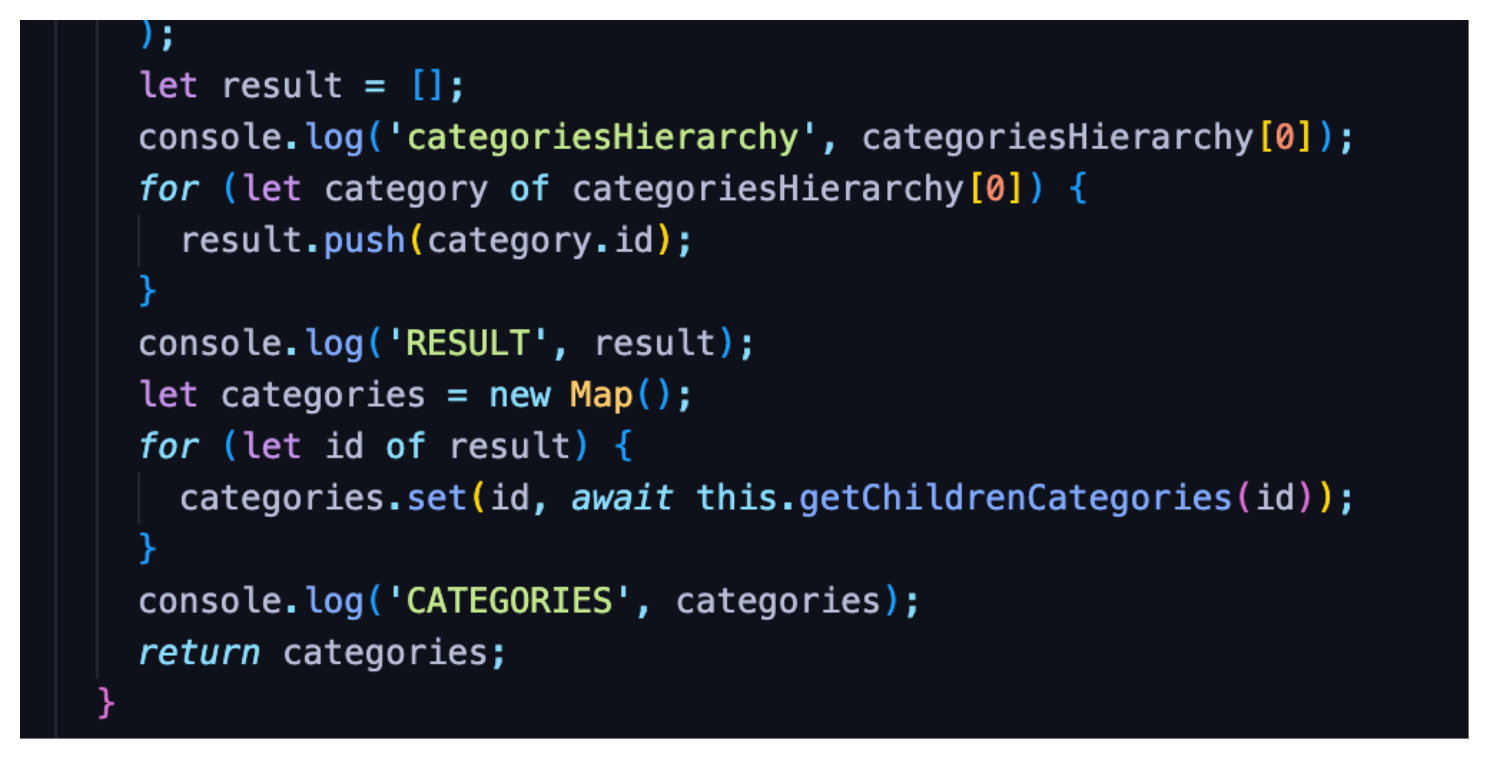 );
let result = [];
console.log('categoriesHierarchy', categoriesHierarchy[0]);
for (let category of categoriesHierarchy[0]) {
result.push(category.id);
}
console.log('RESULT', result);
let categories = new Map();
for (let id of result) {
categories.set(id, await this.getChildrenCategories(id));
}
console.log('CATEGORIES', categories);
return categories;
}